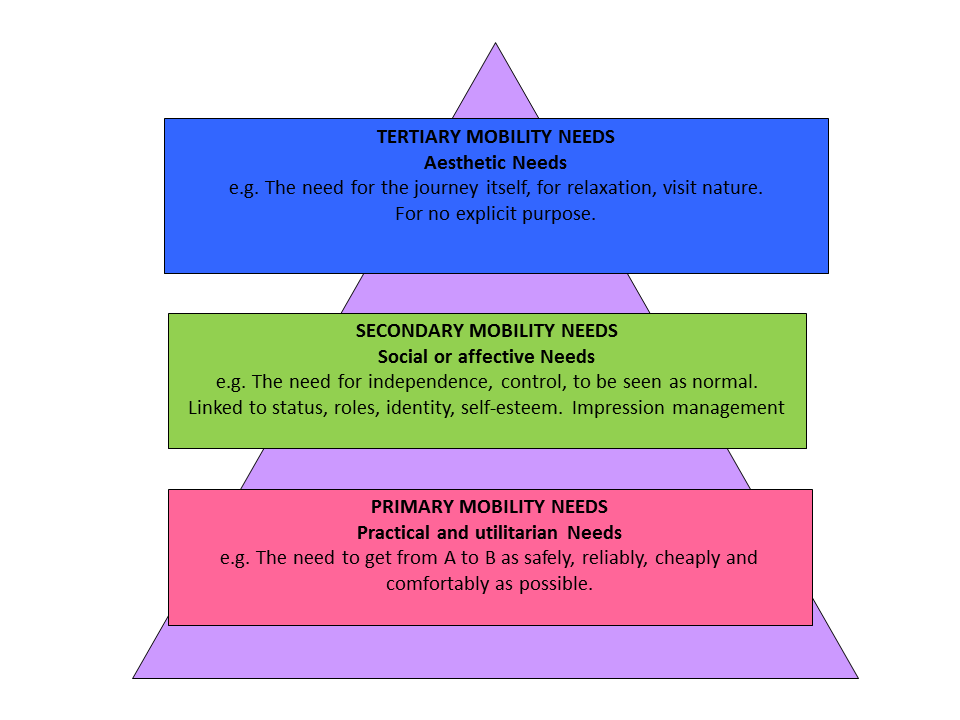 TERTIARY MOBILITY NEEDS
Aesthetic Needs
e.g. The need for the journey itself, for relaxation, visit nature.
For no explicit purpose.
SECONDARY MOBILITY NEEDS
Social or affective Needs
e.g. The need for independence, control, to be seen as normal.
Linked to status, roles, identity, self-esteem. Impression management
PRIMARY MOBILITY NEEDS
Practical and utilitarian Needs
e.g. The need to get from A to B as safely, reliably, cheaply and
comfortably as possible.